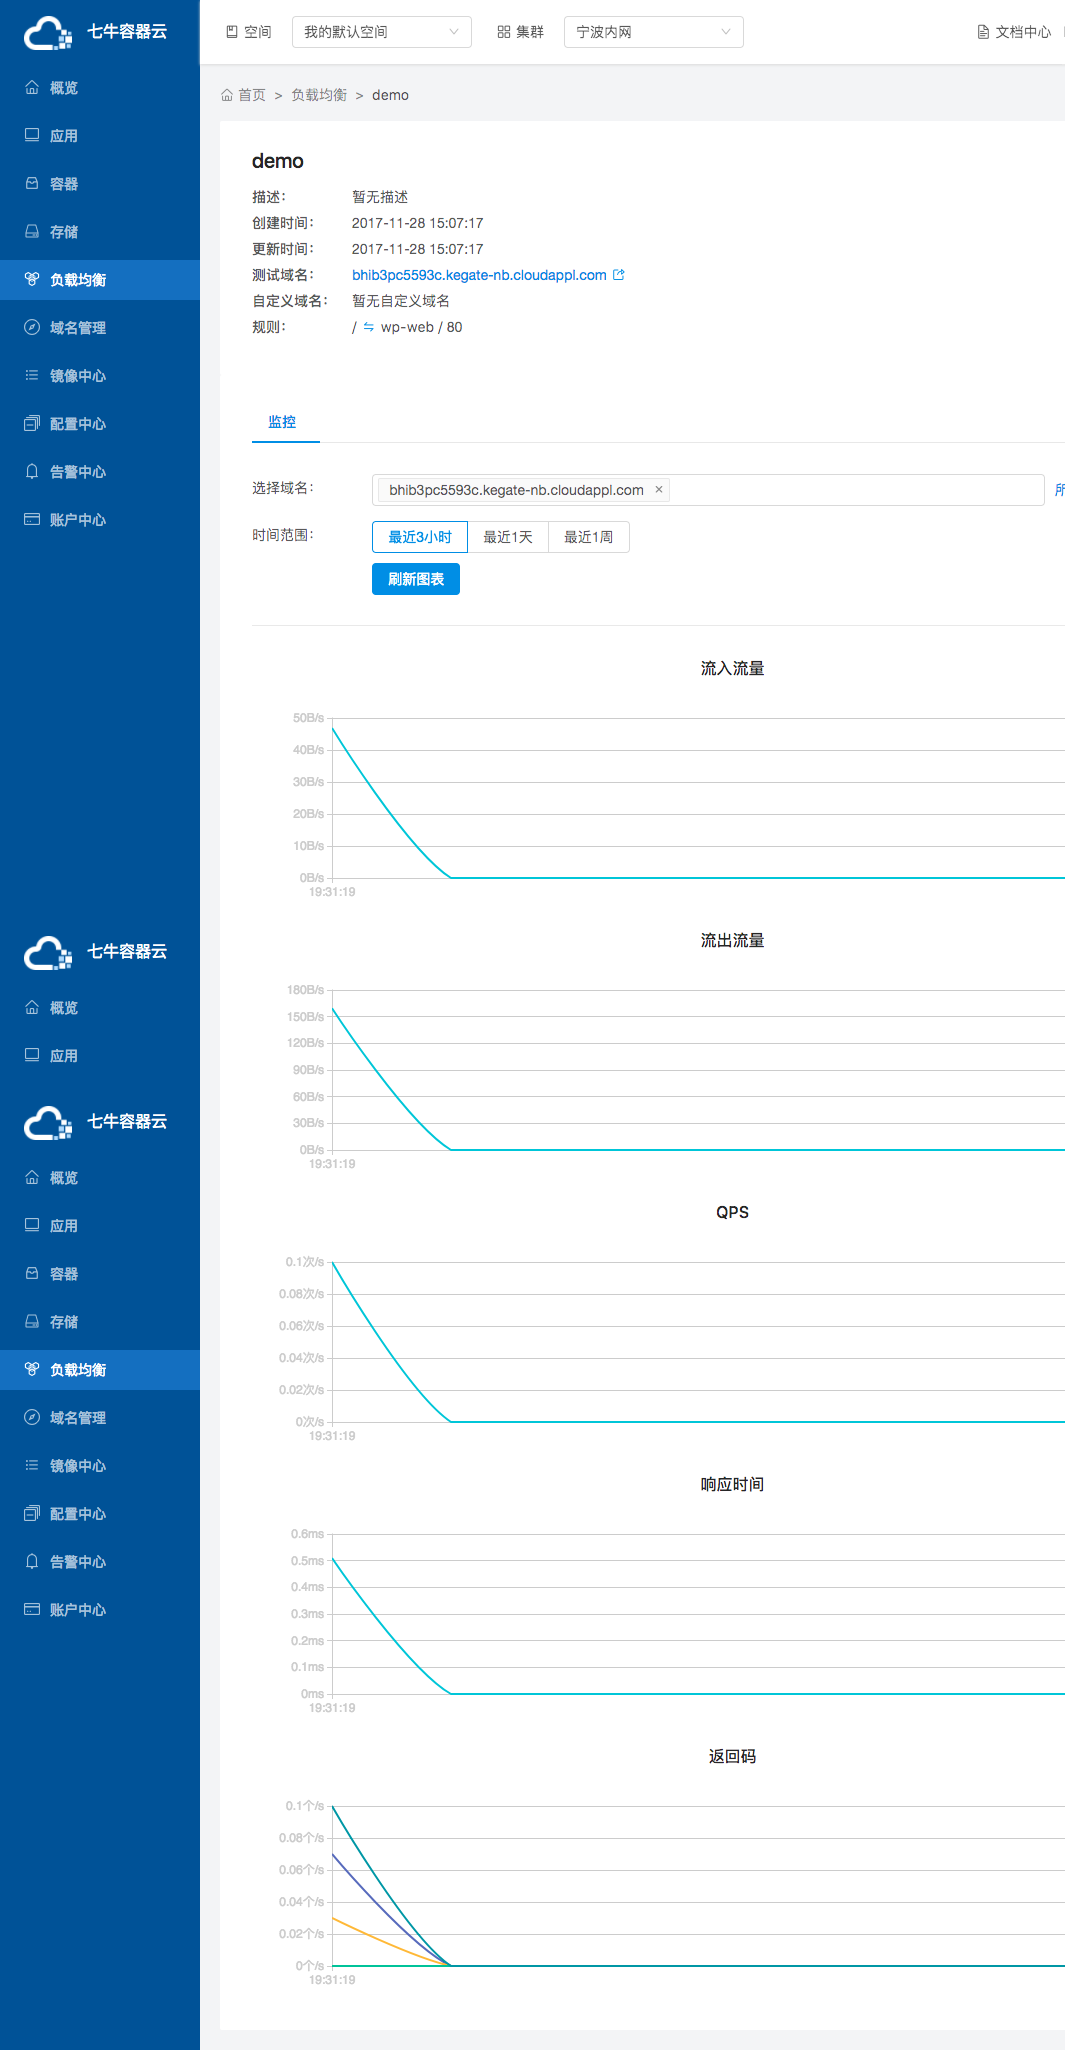 七牛容器云
概览
应用
容器
存储
负载均衡
域名管理
镜像中心
配置中心
告警中心
账户中心
七牛容器云
概览
应用
七牛容器云
概览
应用
容器
存储
负载均衡
域名管理
镜像中心
配置中心
告警中心
账户中心
空间 我的默认空间 集群 宁波内网 文档中心
首页 > 负载均衡 > demo
demo
描述： 暂无描述
创建时间： 2017-11-28 15:07:17
更新时间： 2017-11-28 15:07:17
测试域名： bhib3pc5593c.kegate-nb.cloudappl.com
自定义域名： 暂无自定义域名
规则： / ⇋ wp-web / 80
监控
选择域名： bhib3pc5593c.kegate-nb.cloudappl.com × 所
时间范围： 最近3小时 最近1天 最近1周
刷新图表
流入流量
50B/s
40B/s
30B/s
20B/s
10B/s
0B/s
19:31:19
流出流量
180B/s
150B/s
120B/s
90B/s
60B/s
30B/s
0B/s
19:31:19
QPS
0.1次/s
0.08次/s
0.06次/s
0.04次/s
0.02次/s
0次/s
19:31:19
响应时间
0.6ms
0.5ms
0.4ms
0.3ms
0.2ms
0.1ms
0ms
19:31:19
返回码
0.1个/s
0.08个/s
0.06个/s
0.04个/s
0.02个/s
0个/s
19:31:19